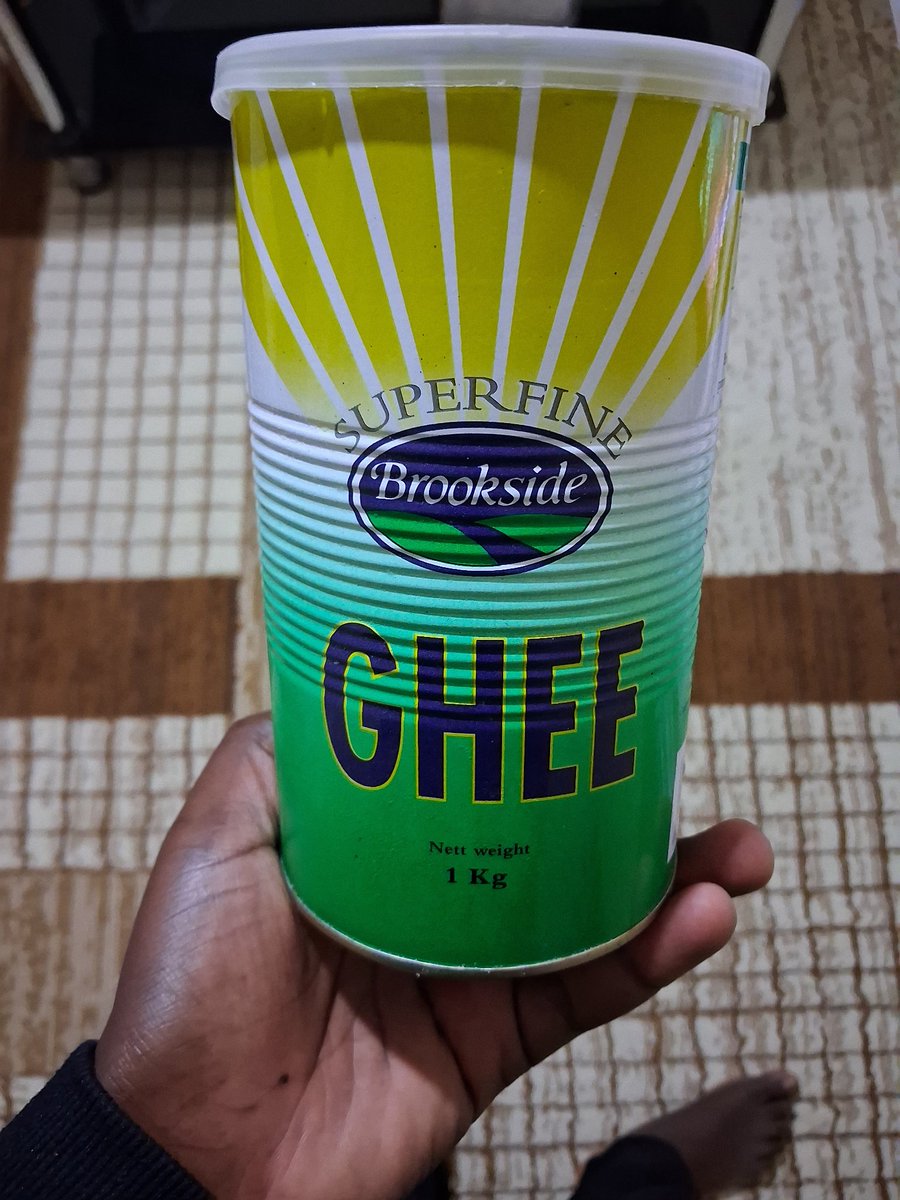 SUPERFINE
Brookside
GHEE
Nett weight
1 Kg